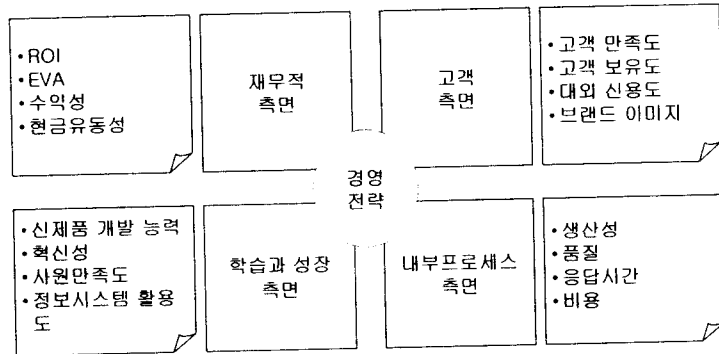 • ROI
• EVA
• 수익성
• 현금유동성
재무적
측면
고객
측면
• 고객 만족도
• 고객 보유도
• 대외 신용도
• 브랜드 이미지
경영
전략
• 신제품 개발 능력
• 혁신성
• 사원만족도
• 정보시스템 활용
도
학습과 성장
측면
내부프로세스
측면
• 생산성
• 품질
• 응답시간
• 비용